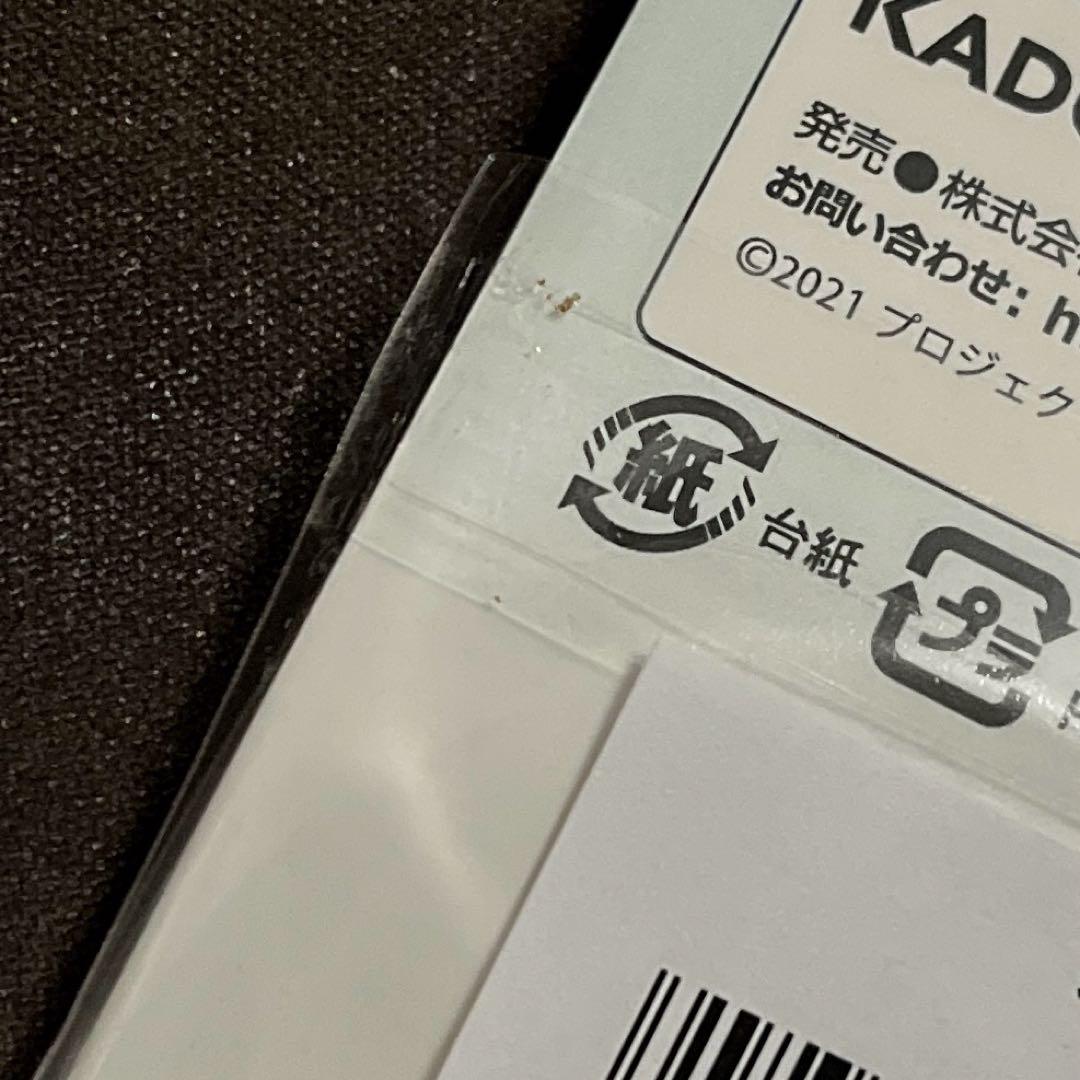 KADO
発売●株式会
お問い合わせ: h
©2021 プロジェク
紙 台紙
プラ